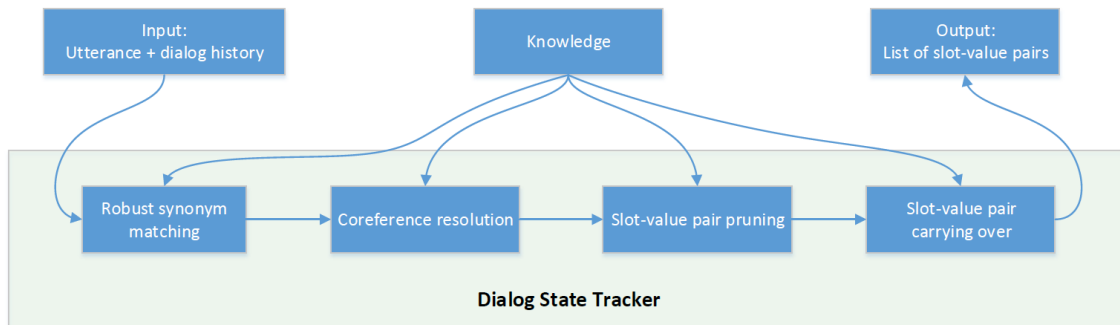 Input:
Utterance + dialog history
Knowledge
Output:
List of slot-value pairs
Robust synonym
matching
Coreference resolution
Slot-value pair pruning
Slot-value pair
carrying over
Dialog State Tracker